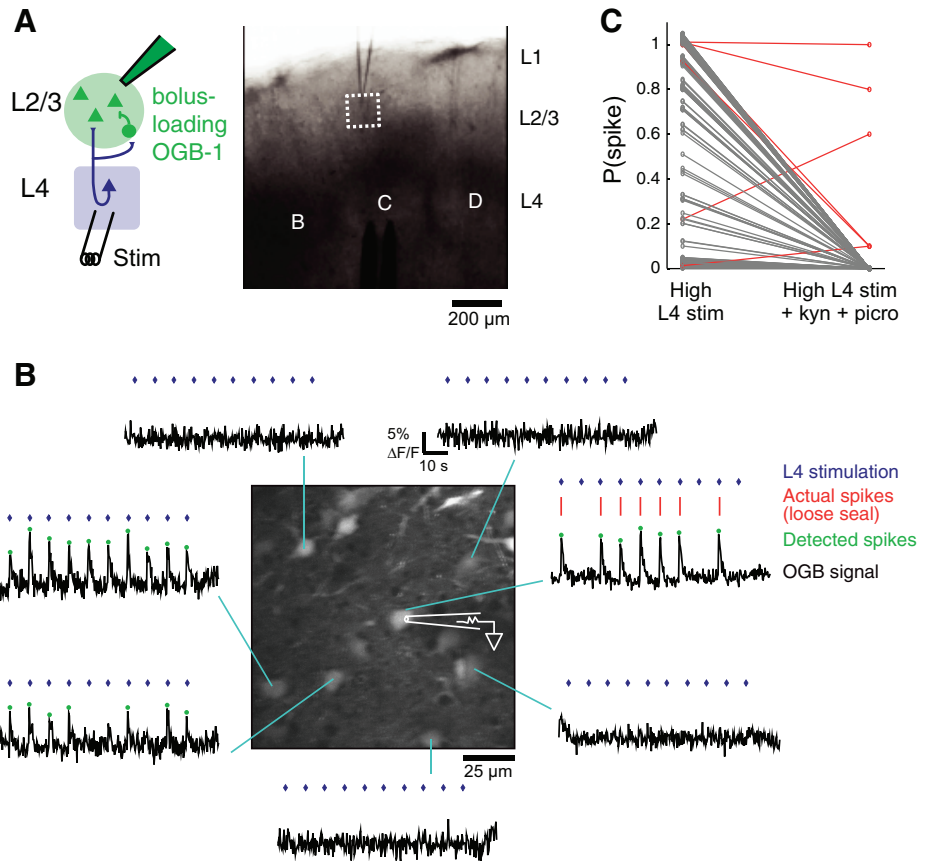 A
L2/3
bolus-
loading
OGB-1
L4
Stim
L1
L2/3
L4
B
C
D
200 µm
C
P(spike)
1
0.8
0.6
0.4
0.2
0
High
L4 stim
High L4 stim
+ kyn + picro
B
5%
ΔF/F
10 s
L4 stimulation
Actual spikes
(loose seal)
Detected spikes
OGB signal
25 µm